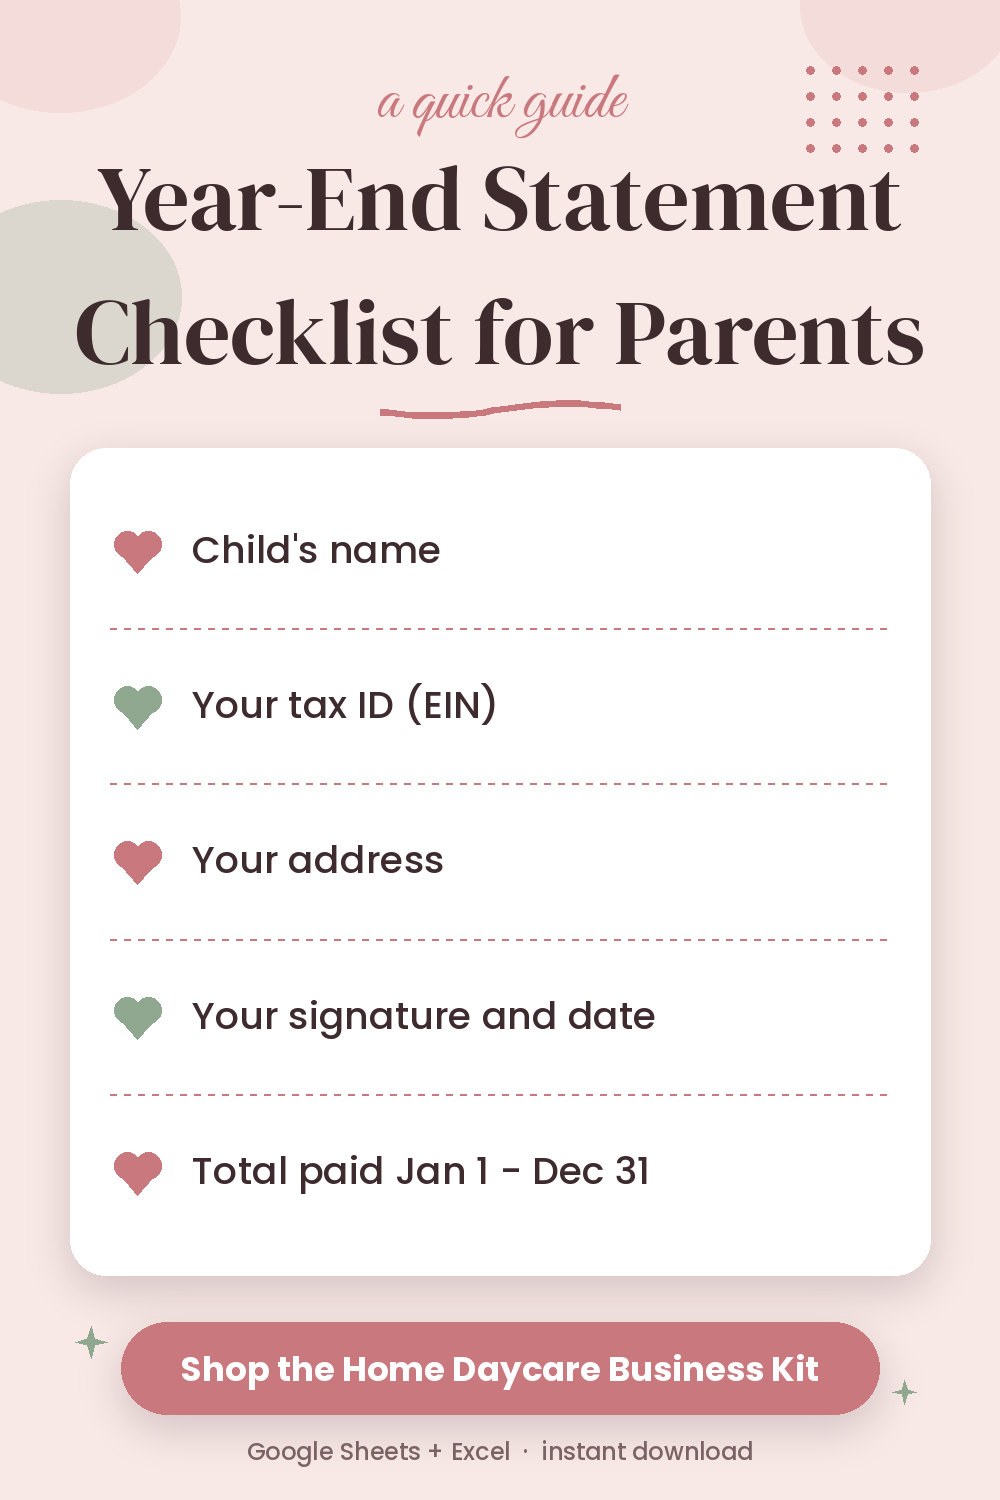 a quick guide
Year-End Statement
Checklist for Parents
Child's name
Your tax ID (EIN)
Your address
Your signature and date
Total paid Jan 1 - Dec 31
Shop the Home Daycare Business Kit
Google Sheets + Excel · instant download